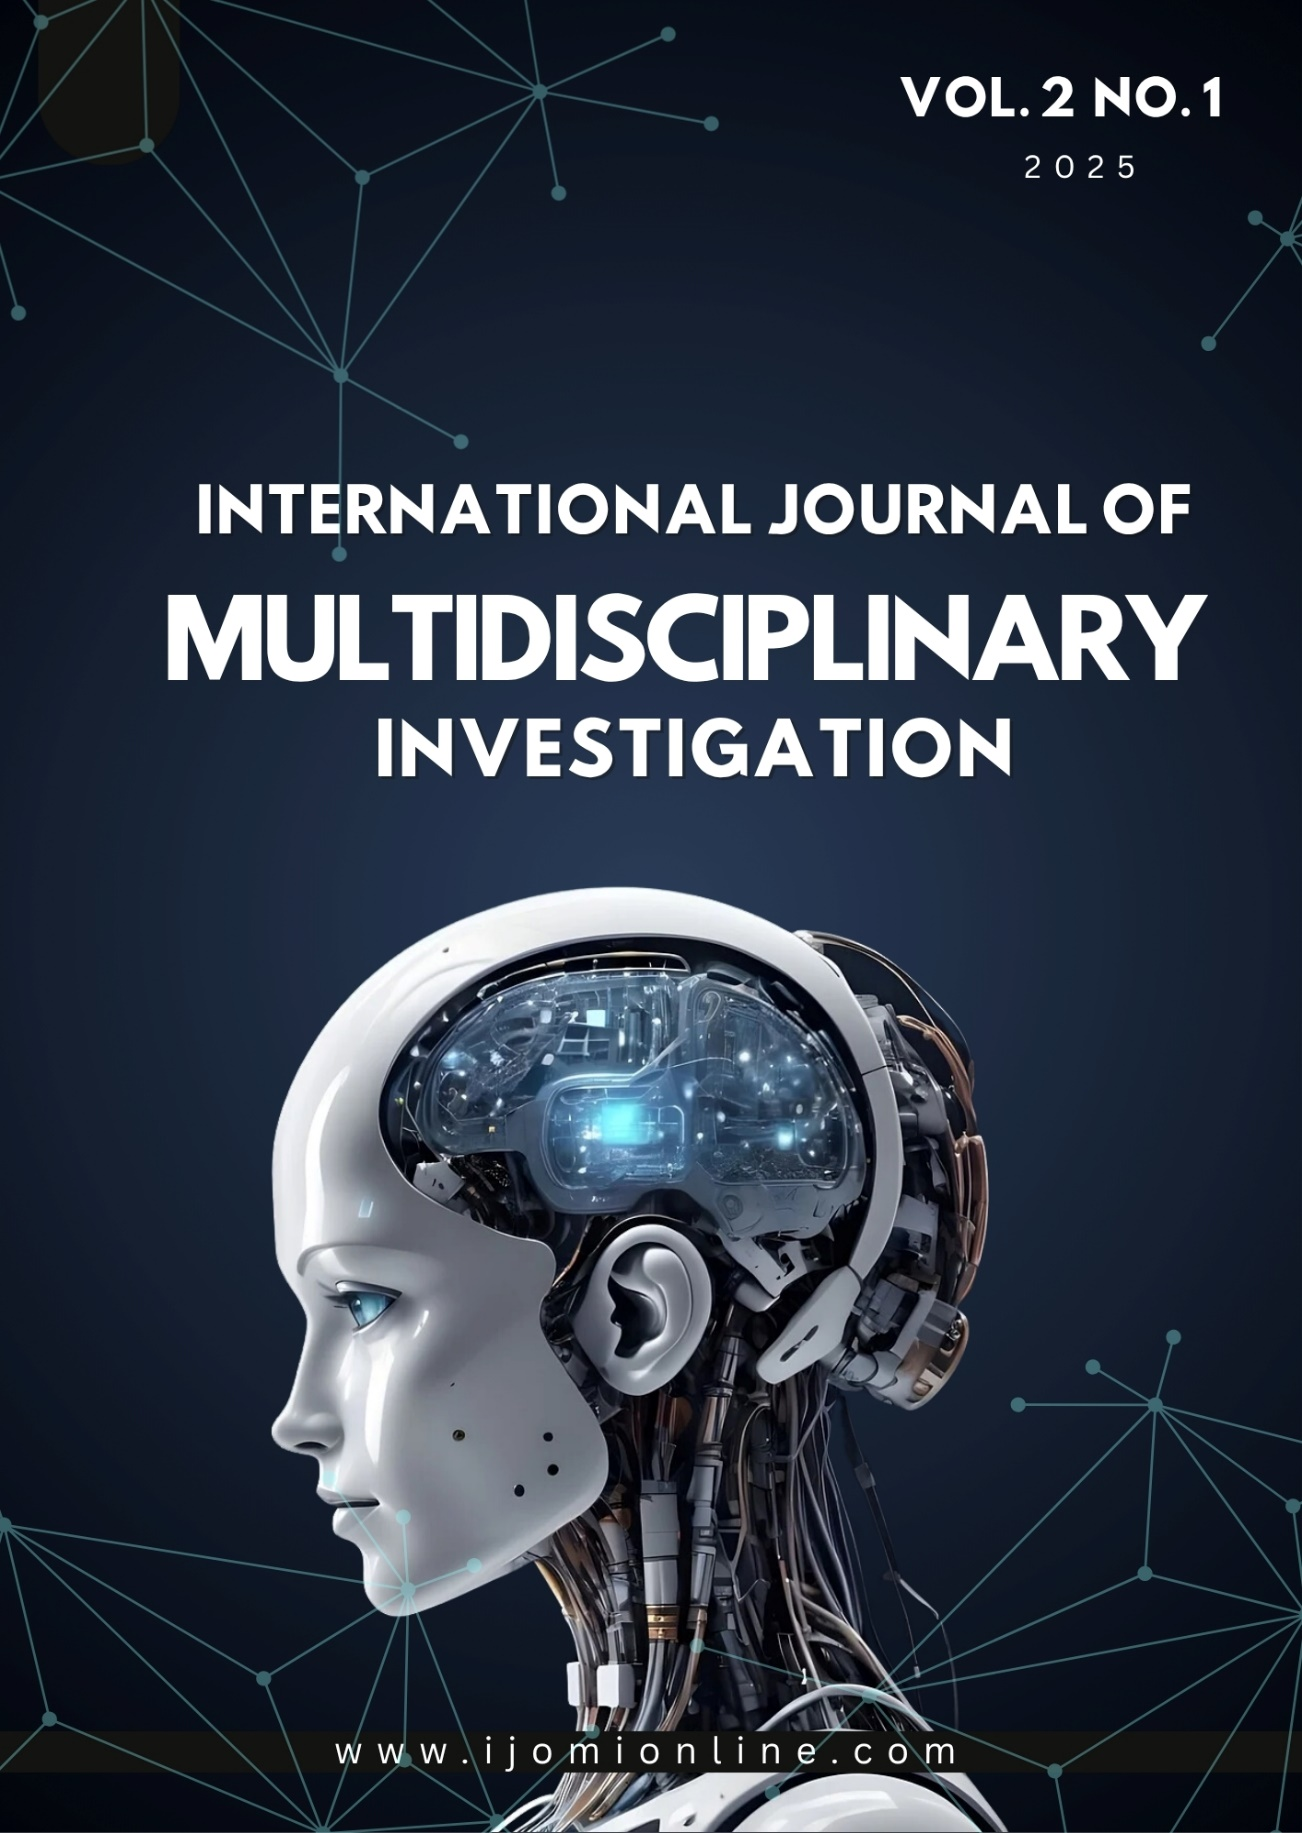 VOL. 2 NO. 1
2025
INTERNATIONAL JOURNAL OF
MULTIDISCIPLINARY
INVESTIGATION
www.ijomionline.com